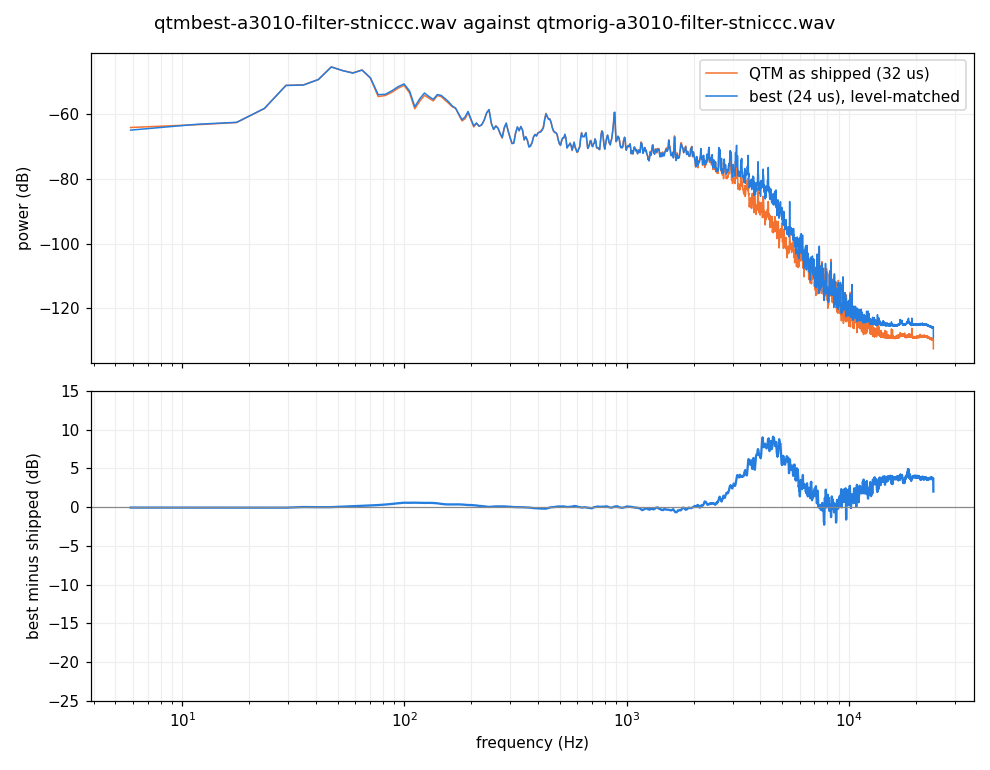 qtmbest-a3010-filter-stniccc.wav against qtmorig-a3010-filter-stniccc.wav
QTM as shipped (32 us)
best (24 us), level-matched
power (dB)
−60
−80
−100
−120
best minus shipped (dB)
15
10
5
0
−5
−10
−15
−20
−25
10¹ 10² 10³ 10⁴
frequency (Hz)